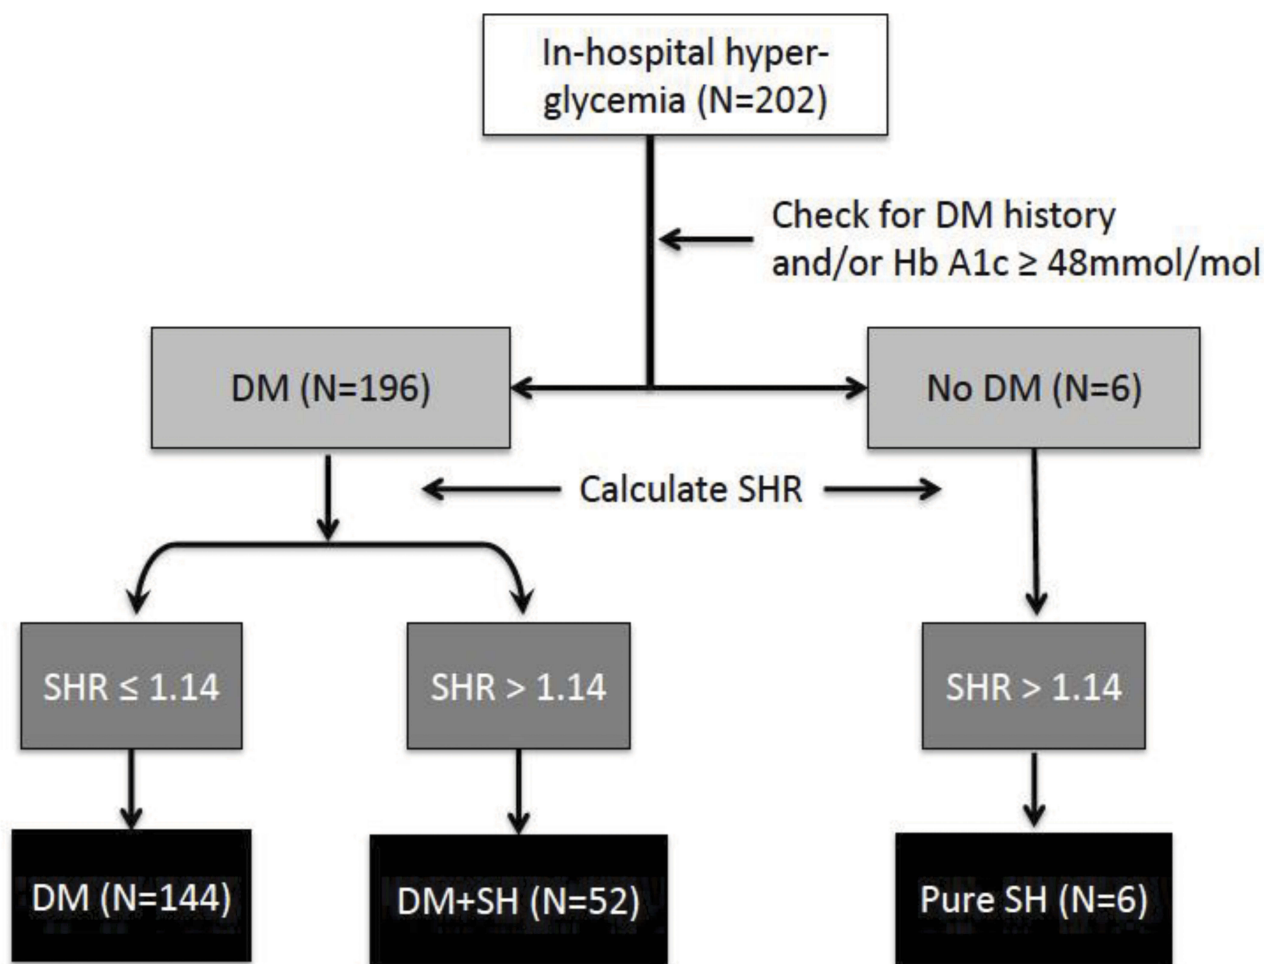 In-hospital hyper-
glycemia (N=202)
Check for DM history
and/or Hb A1c ≥ 48mmol/mol
DM (N=196)
No DM (N=6)
Calculate SHR
SHR ≤ 1.14
SHR > 1.14
SHR > 1.14
DM (N=144)
DM+SH (N=52)
Pure SH (N=6)